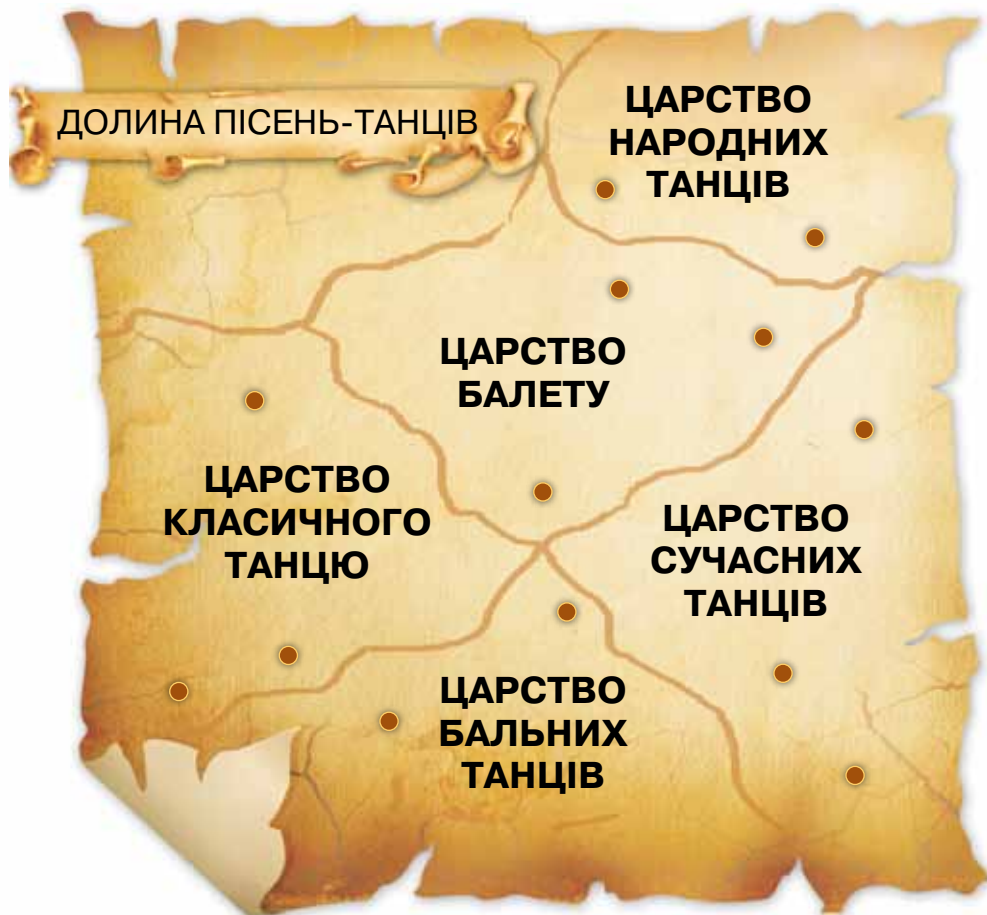 ДОЛИНА ПІСЕНЬ-ТАНЦІВ
ЦАРСТВО
НАРОДНИХ
ТАНЦІВ
ЦАРСТВО
БАЛЕТУ
ЦАРСТВО
КЛАСИЧНОГО
ТАНЦЮ
ЦАРСТВО
СУЧАСНИХ
ТАНЦІВ
ЦАРСТВО
БАЛЬНИХ
ТАНЦІВ